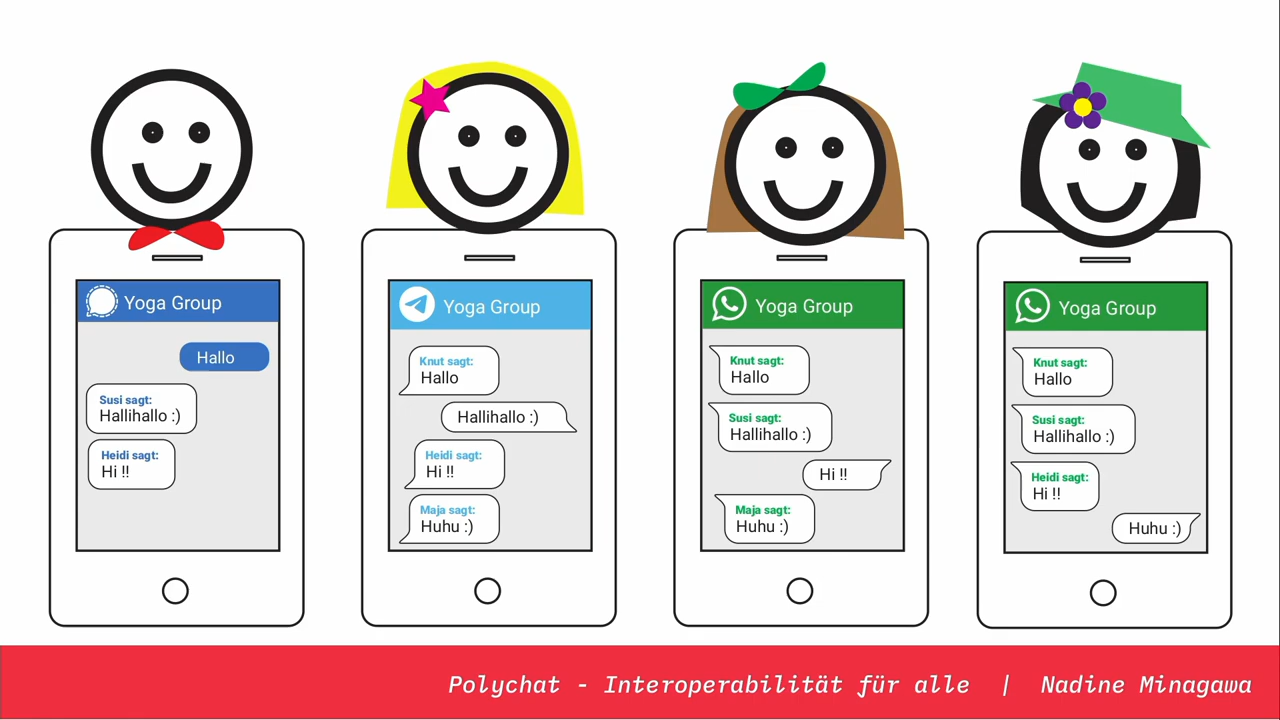 Yoga Group
Hallo
Susi sagt:
Hallihallo :)
Heidi sagt:
Hi !!
Yoga Group
Knut sagt:
Hallo
Hallihallo :)
Heidi sagt:
Hi !!
Maja sagt:
Huhu :)
Yoga Group
Knut sagt:
Hallo
Susi sagt:
Hallihallo :)
Hi !!
Maja sagt:
Huhu :)
Yoga Group
Knut sagt:
Hallo
Susi sagt:
Hallihallo :)
Heidi sagt:
Hi !!
Huhu :)
Polychat - Interoperabilität für alle | Nadine Minagawa